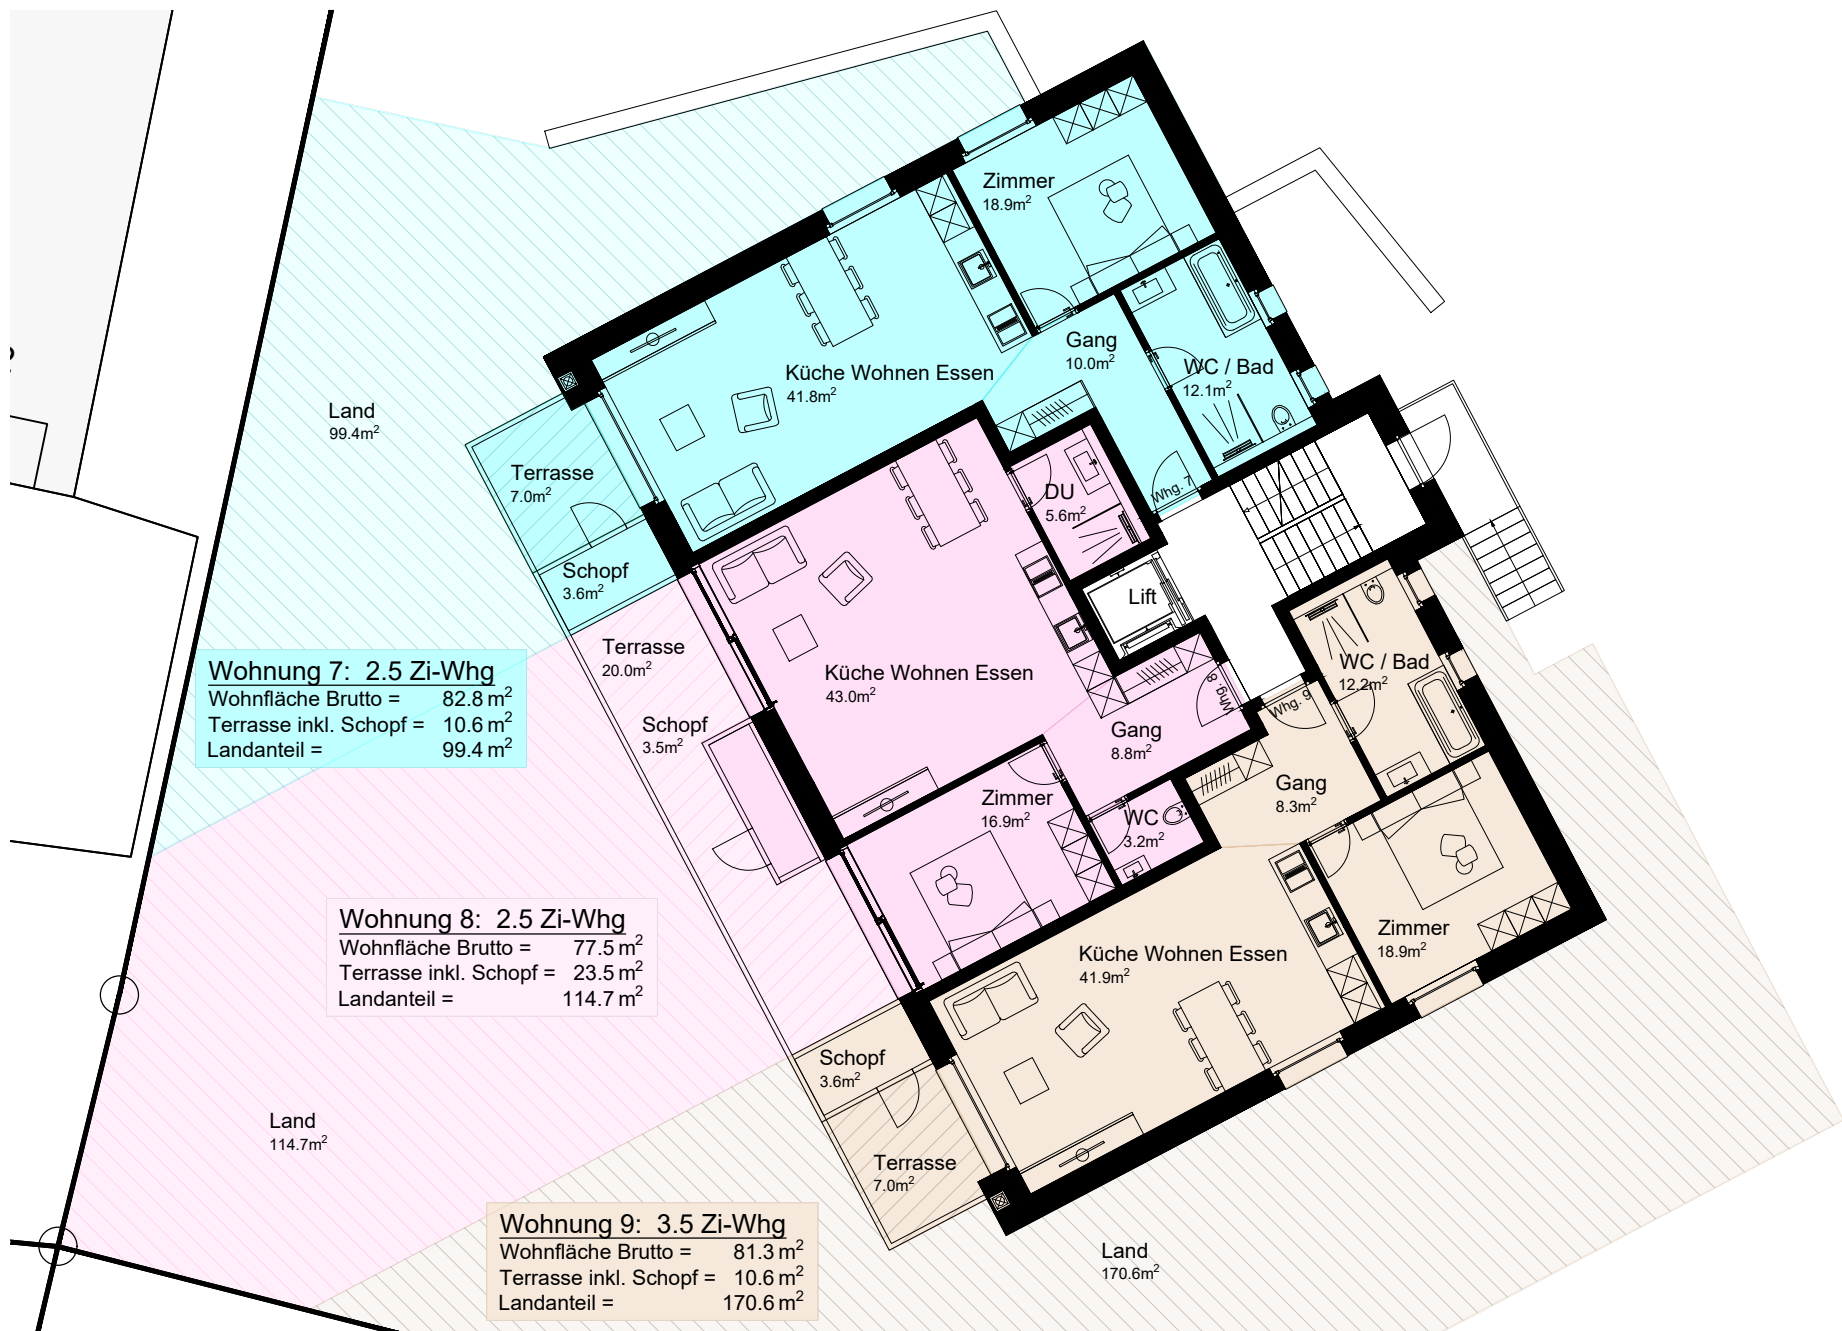 Zimmer
18.9m²
Gang
10.0m²
WC / Bad
12.1m²
Küche Wohnen Essen
41.8m²
Land
99.4m²
Terrasse
7.0m²
Whg. 7
DU
5.6m²
Schopf
3.6m²
Lift
Terrasse
20.0m²
Küche Wohnen Essen
43.0m²
WC / Bad
12.2m²
Whg. 8
Whg. 9
Wohnung 7: 2.5 Zi-Whg
Wohnfläche Brutto = 82.8 m²
Terrasse inkl. Schopf = 10.6 m²
Landanteil = 99.4 m²
Schopf
3.5m²
Gang
8.8m²
Gang
8.3m²
Zimmer
16.9m²
WC
3.2m²
Wohnung 8: 2.5 Zi-Whg
Wohnfläche Brutto = 77.5 m²
Terrasse inkl. Schopf = 23.5 m²
Landanteil = 114.7 m²
Zimmer
18.9m²
Küche Wohnen Essen
41.9m²
Schopf
3.6m²
Land
114.7m²
Terrasse
7.0m²
Wohnung 9: 3.5 Zi-Whg
Wohnfläche Brutto = 81.3 m²
Terrasse inkl. Schopf = 10.6 m²
Landanteil = 170.6 m²
Land
170.6m²